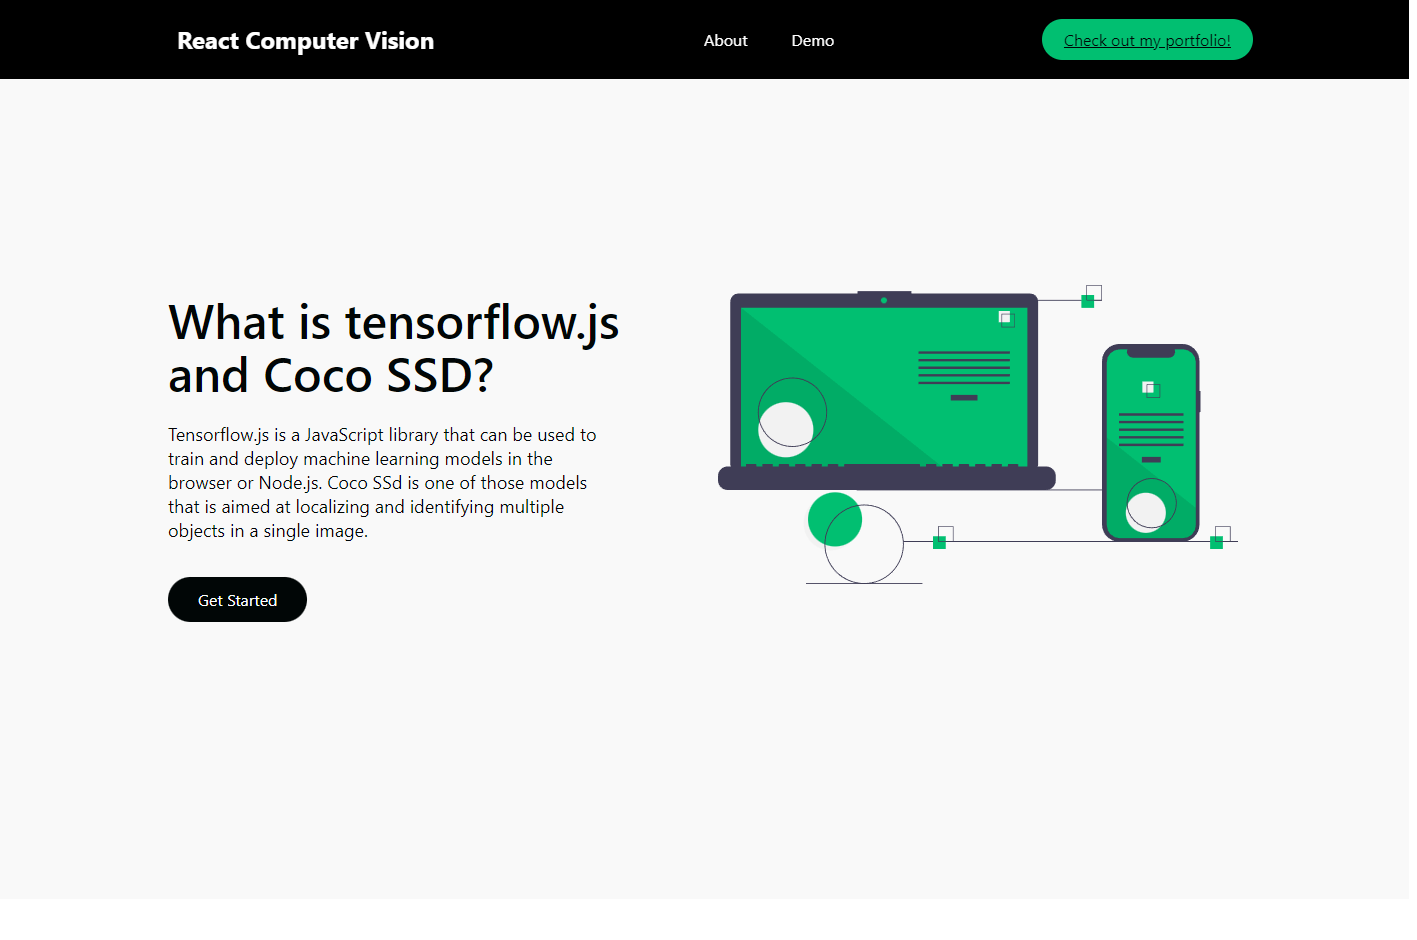 React Computer Vision
About
Demo
Check out my portfolio!
What is tensorflow.js
and Coco SSD?
Tensorflow.js is a JavaScript library that can be used to
train and deploy machine learning models in the
browser or Node.js. Coco SSd is one of those models
that is aimed at localizing and identifying multiple
objects in a single image.
Get Started